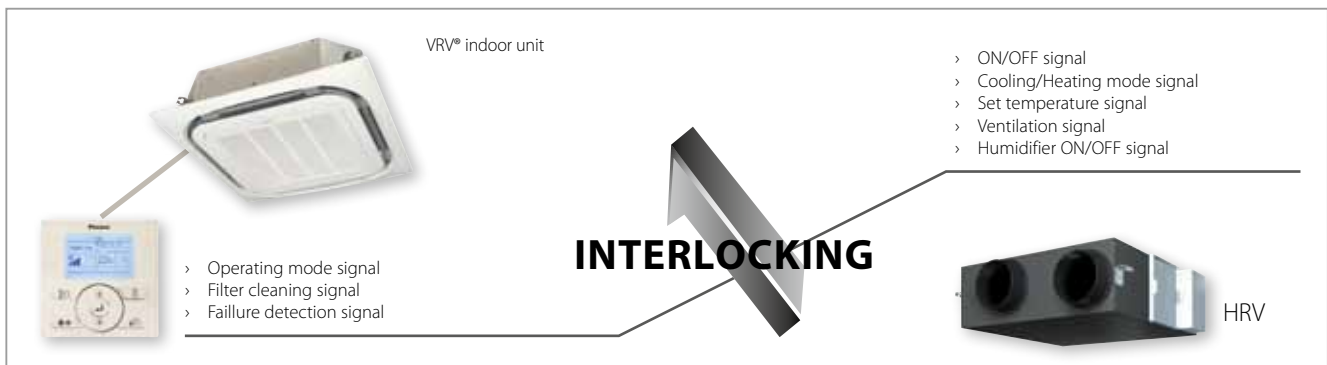 VRV® indoor unit
› ON/OFF signal
› Cooling/Heating mode signal
› Set temperature signal
› Ventilation signal
› Humidifier ON/OFF signal
INTERLOCKING
› Operating mode signal
› Filter cleaning signal
› Faillure detection signal
HRV